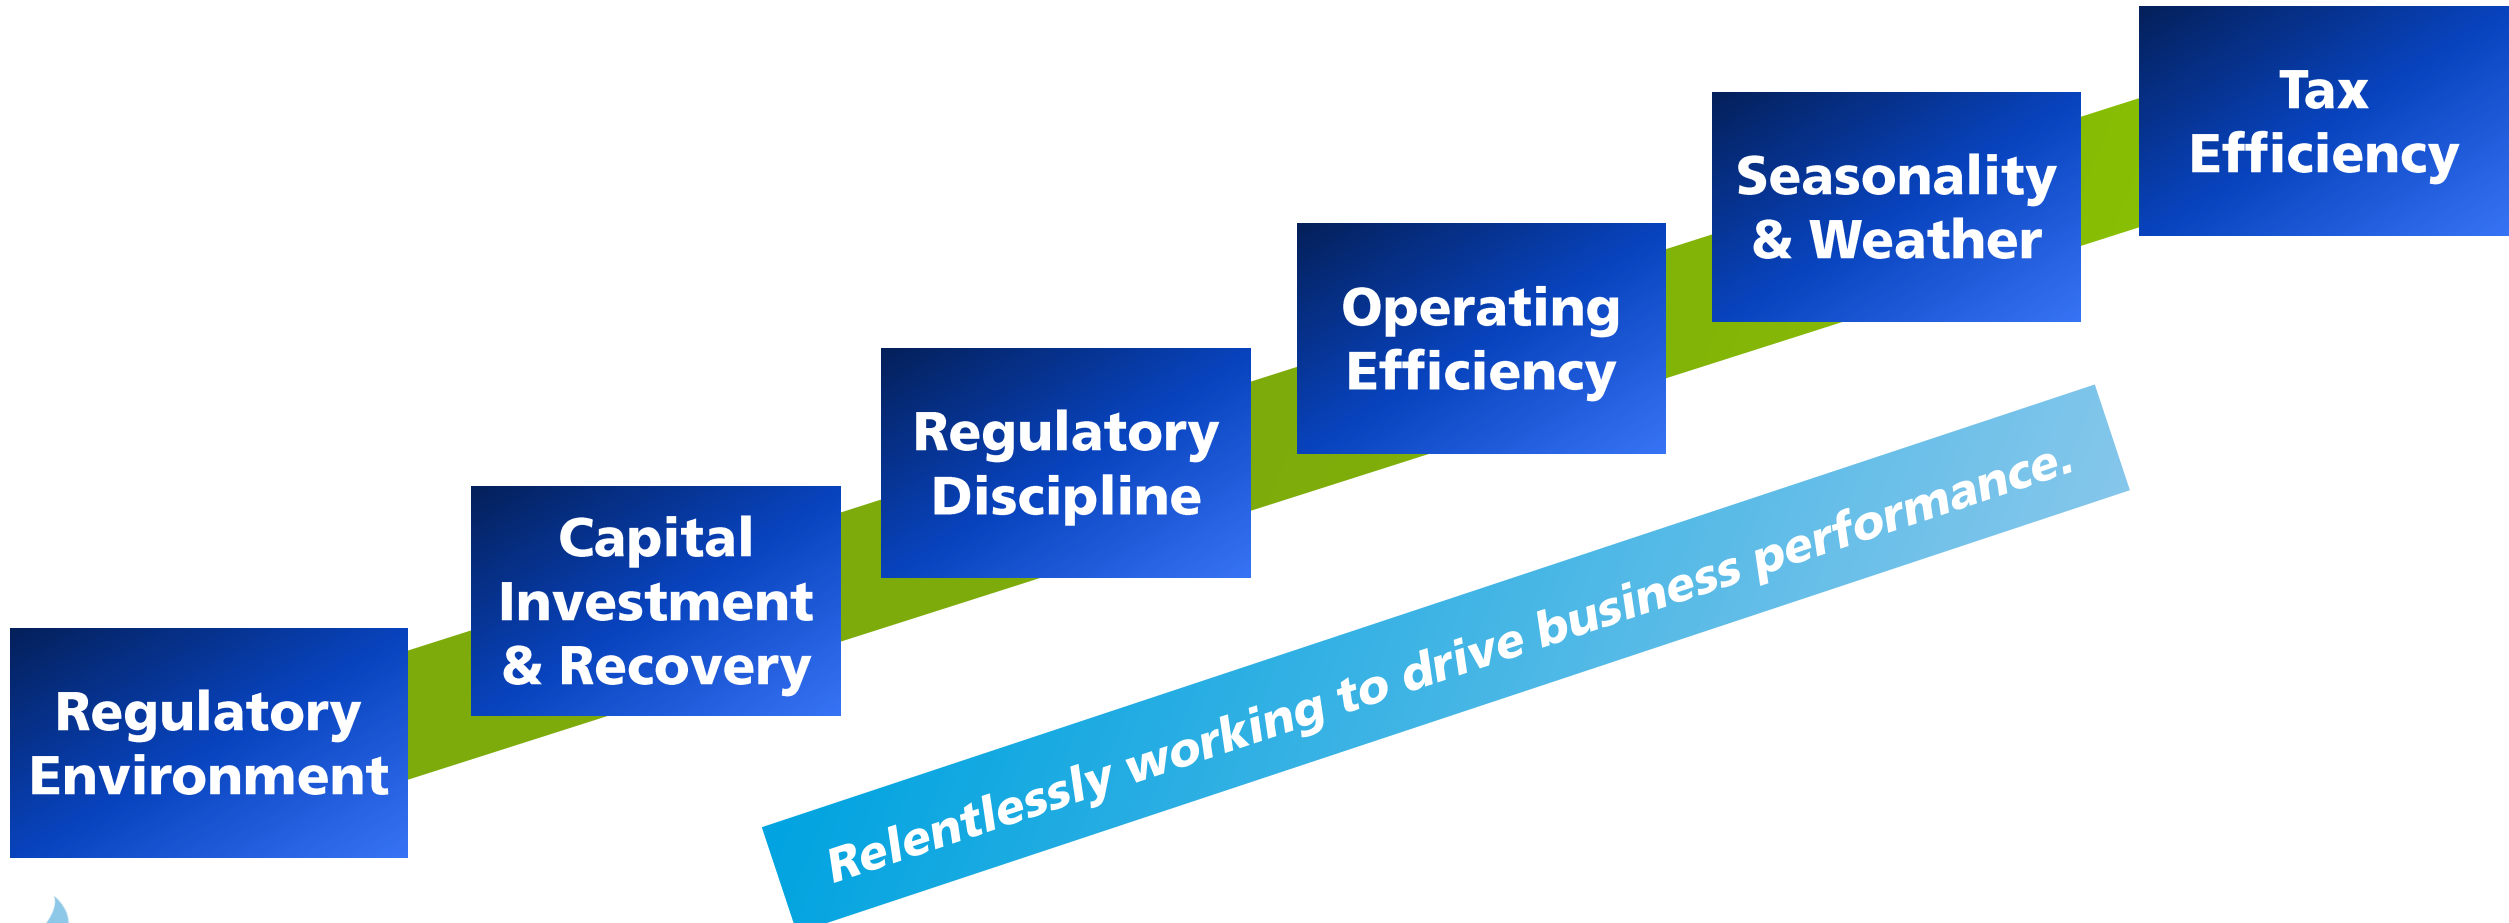 Tax
Efficiency
Seasonality
& Weather
Operating
Efficiency
Regulatory
Discipline
Capital
Investment
& Recovery
Regulatory
Environment
Relentlessly working to drive business performance.